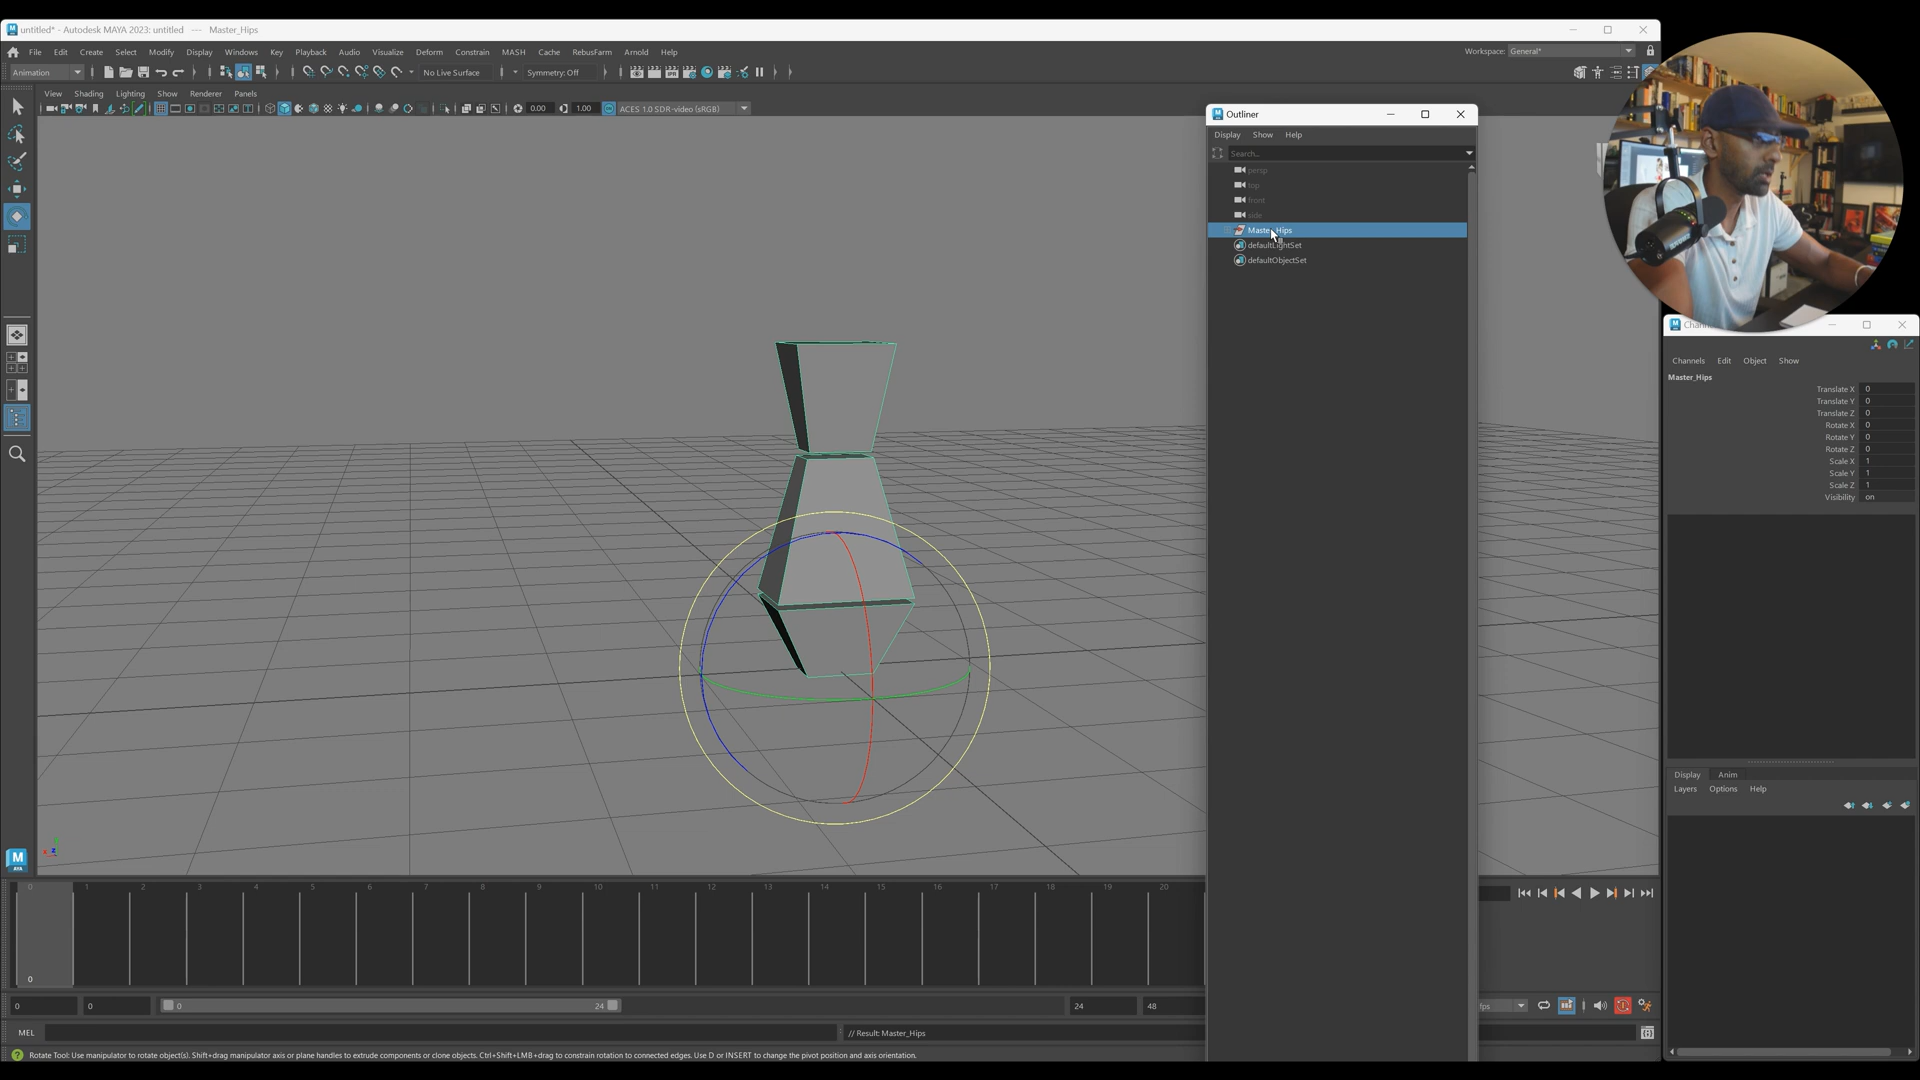 untitled* - Autodesk MAYA 2023: untitled --- Master_Hips
File Edit Create Select Modify Display Windows Key Playback Audio Visualize Deform Constrain MASH Cache RebusFarm Arnold Help
Workspace: General*
Animation No Live Surface Symmetry: Off
View Shading Lighting Show Renderer Panels
0.00 1.00 ACES 1.0 SDR-video (sRGB)
Outliner
Display Show Help
Search...
persp
top
front
side
Master_Hips
defaultLightSet
defaultObjectSet
Channels Edit Object Show
Master_Hips
Translate X 0
Translate Y 0
Translate Z 0
Rotate X 0
Rotate Y 0
Rotate Z 0
Scale X 1
Scale Y 1
Scale Z 1
Visibility on
Display Anim
Layers Options Help
0 1 2 3 4 5 6 7 8 9 10 11 12 13 14 15 16 17 18 19 20
0
0 0 0 24 24 48 fps
MEL // Result: Master_Hips
Rotate Tool: Use manipulator to rotate object(s). Shift+drag manipulator axis or plane handles to extrude components or clone objects. Ctrl+Shift+LMB+drag to constrain rotation to connected edges. Use D or INSERT to change the pivot position and axis orientation.